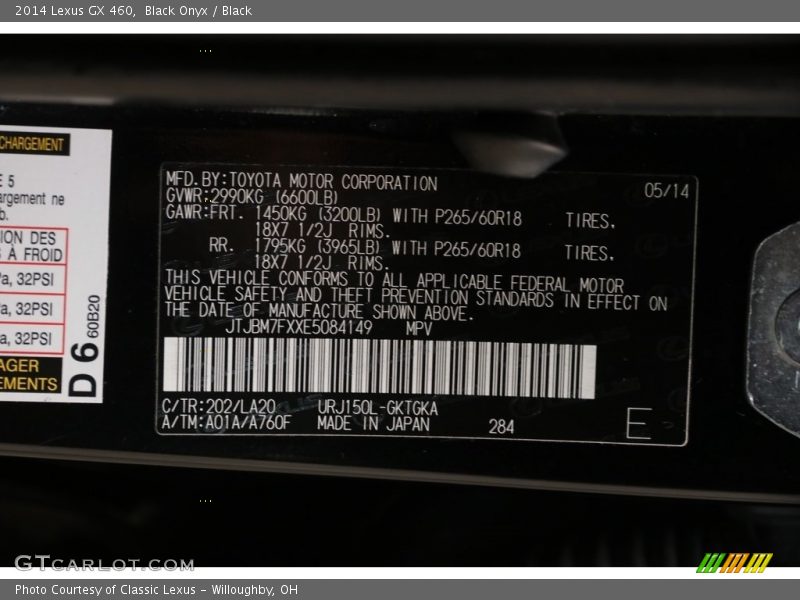 2014 Lexus GX 460, Black Onyx / Black
CHARGEMENT
E 5
argement ne
b.
ION DES
S À FROID
Pa, 32PSI
Pa, 32PSI
a, 32PSI
AGER
EMENTS
D 6 60B20
MFD.BY:TOYOTA MOTOR CORPORATION 05/14
GVWR:2990KG (6600LB)
GAWR:FRT. 1450KG (3200LB) WITH P265/60R18 TIRES.
18X7 1/2J RIMS.
RR. 1795KG (3965LB) WITH P265/60R18 TIRES.
18X7 1/2J RIMS.
THIS VEHICLE CONFORMS TO ALL APPLICABLE FEDERAL MOTOR
VEHICLE SAFETY AND THEFT PREVENTION STANDARDS IN EFFECT ON
THE DATE OF MANUFACTURE SHOWN ABOVE.
JTJBM7FXXE5084149 MPV
C/TR:202/LA20 URJ150L-GKTGKA
A/TM:A01A/A760F MADE IN JAPAN 284 E
GTCARLOT.COM
Photo Courtesy of Classic Lexus - Willoughby, OH